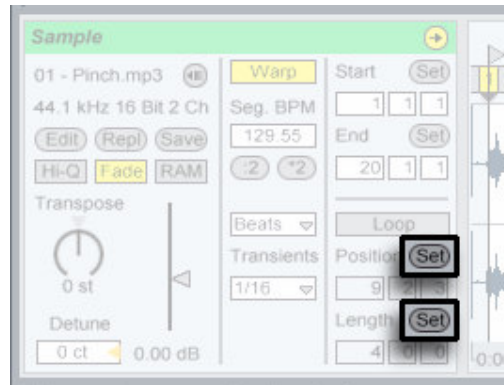 Sample
01 - Pinch.mp3
44.1 kHz 16 Bit 2 Ch
Edit Repl Save
Hi-Q Fade RAM
Transpose
0 st
Detune
0 ct 0.00 dB
Warp
Seg. BPM
129.55
:2 *2
Beats
Transients
1/16
Start Set
1 1 1
End Set
20 1 1
Loop
Position Set
9 2 3
Length Set
4 0 0
1
0:0